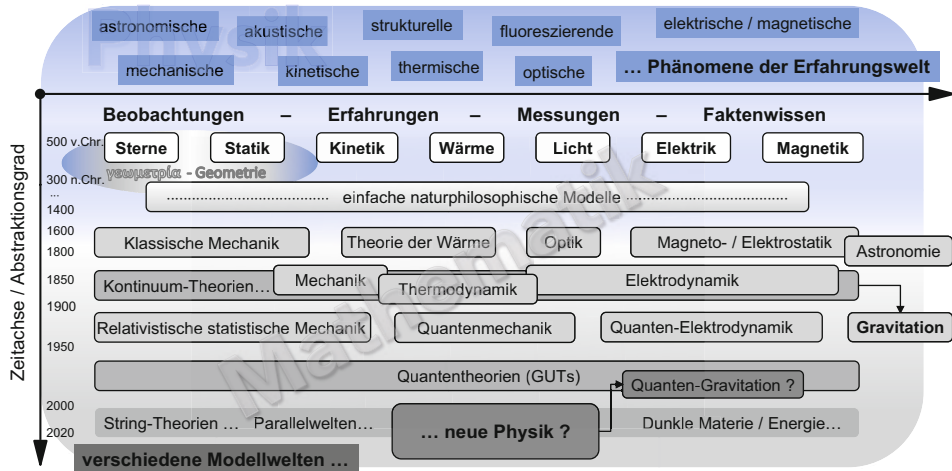 Physik
astronomische akustische strukturelle fluoreszierende elektrische / magnetische
mechanische kinetische thermische optische ... Phänomene der Erfahrungswelt
Beobachtungen – Erfahrungen – Messungen – Faktenwissen
500 v.Chr. Sterne Statik Kinetik Wärme Licht Elektrik Magnetik
γεωμετρία - Geometrie
300 n.Chr.
... einfache naturphilosophische Modelle
1400
1600
Klassische Mechanik Theorie der Wärme Optik Magneto- / Elektrostatik
1800 Astronomie
1850 Kontinuum-Theorien... Mechanik Thermodynamik Elektrodynamik
1900
Relativistische statistische Mechanik Quantenmechanik Quanten-Elektrodynamik Gravitation
1950
Quantentheorien (GUTs) Quanten-Gravitation ?
2000
String-Theorien ... Parallelwelten... ... neue Physik ? Dunkle Materie / Energie...
2020
verschiedene Modellwelten ...
Zeitachse / Abstraktionsgrad
Mathematik